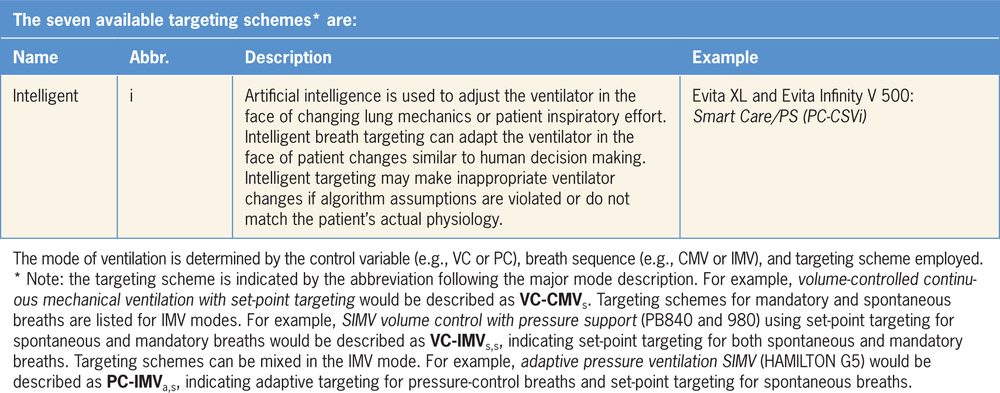 The seven available targeting schemes* are:
Name Abbr. Description Example
Intelligent i Artificial intelligence is used to adjust the ventilator in the Evita XL and Evita Infinity V 500:
face of changing lung mechanics or patient inspiratory effort. Smart Care/PS (PC-CSVi)
Intelligent breath targeting can adapt the ventilator in the
face of patient changes similar to human decision making.
Intelligent targeting may make inappropriate ventilator
changes if algorithm assumptions are violated or do not
match the patient’s actual physiology.
The mode of ventilation is determined by the control variable (e.g., VC or PC), breath sequence (e.g., CMV or IMV), and targeting scheme employed.
* Note: the targeting scheme is indicated by the abbreviation following the major mode description. For example, volume-controlled continu-
ous mechanical ventilation with set-point targeting would be described as VC-CMVs. Targeting schemes for mandatory and spontaneous
breaths are listed for IMV modes. For example, SIMV volume control with pressure support (PB840 and 980) using set-point targeting for
spontaneous and mandatory breaths would be described as VC-IMVs,s, indicating set-point targeting for both spontaneous and mandatory
breaths. Targeting schemes can be mixed in the IMV mode. For example, adaptive pressure ventilation SIMV (HAMILTON G5) would be
described as PC-IMVa,s, indicating adaptive targeting for pressure-control breaths and set-point targeting for spontaneous breaths.